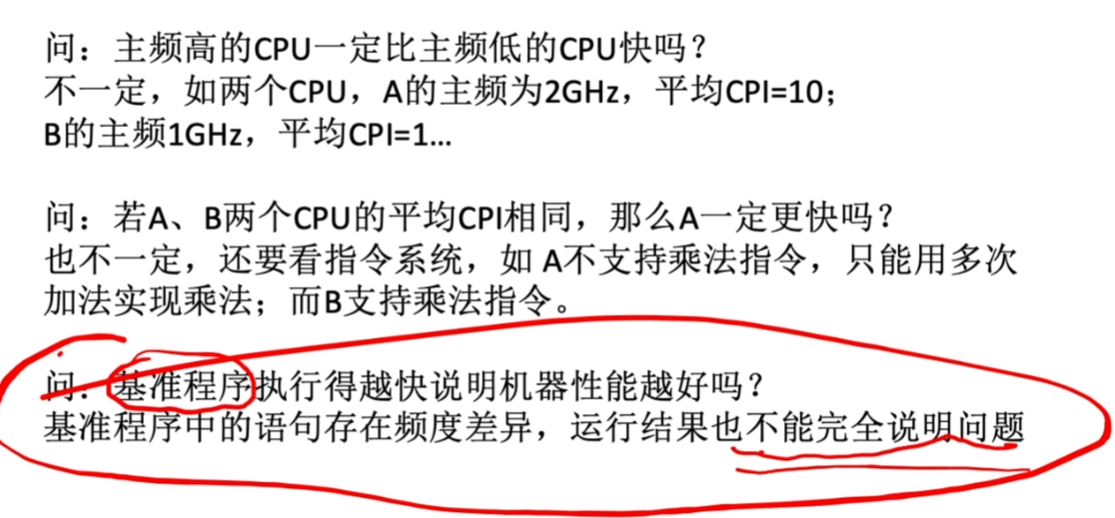 问：主频高的CPU一定比主频低的CPU快吗？
不一定，如两个CPU，A的主频为2GHz，平均CPI=10；
B的主频1GHz，平均CPI=1...
问：若A、B两个CPU的平均CPI相同，那么A一定更快吗？
也不一定，还要看指令系统，如 A不支持乘法指令，只能用多次
加法实现乘法；而B支持乘法指令。
问：基准程序执行得越快说明机器性能越好吗？
基准程序中的语句存在频度差异，运行结果也不能完全说明问题